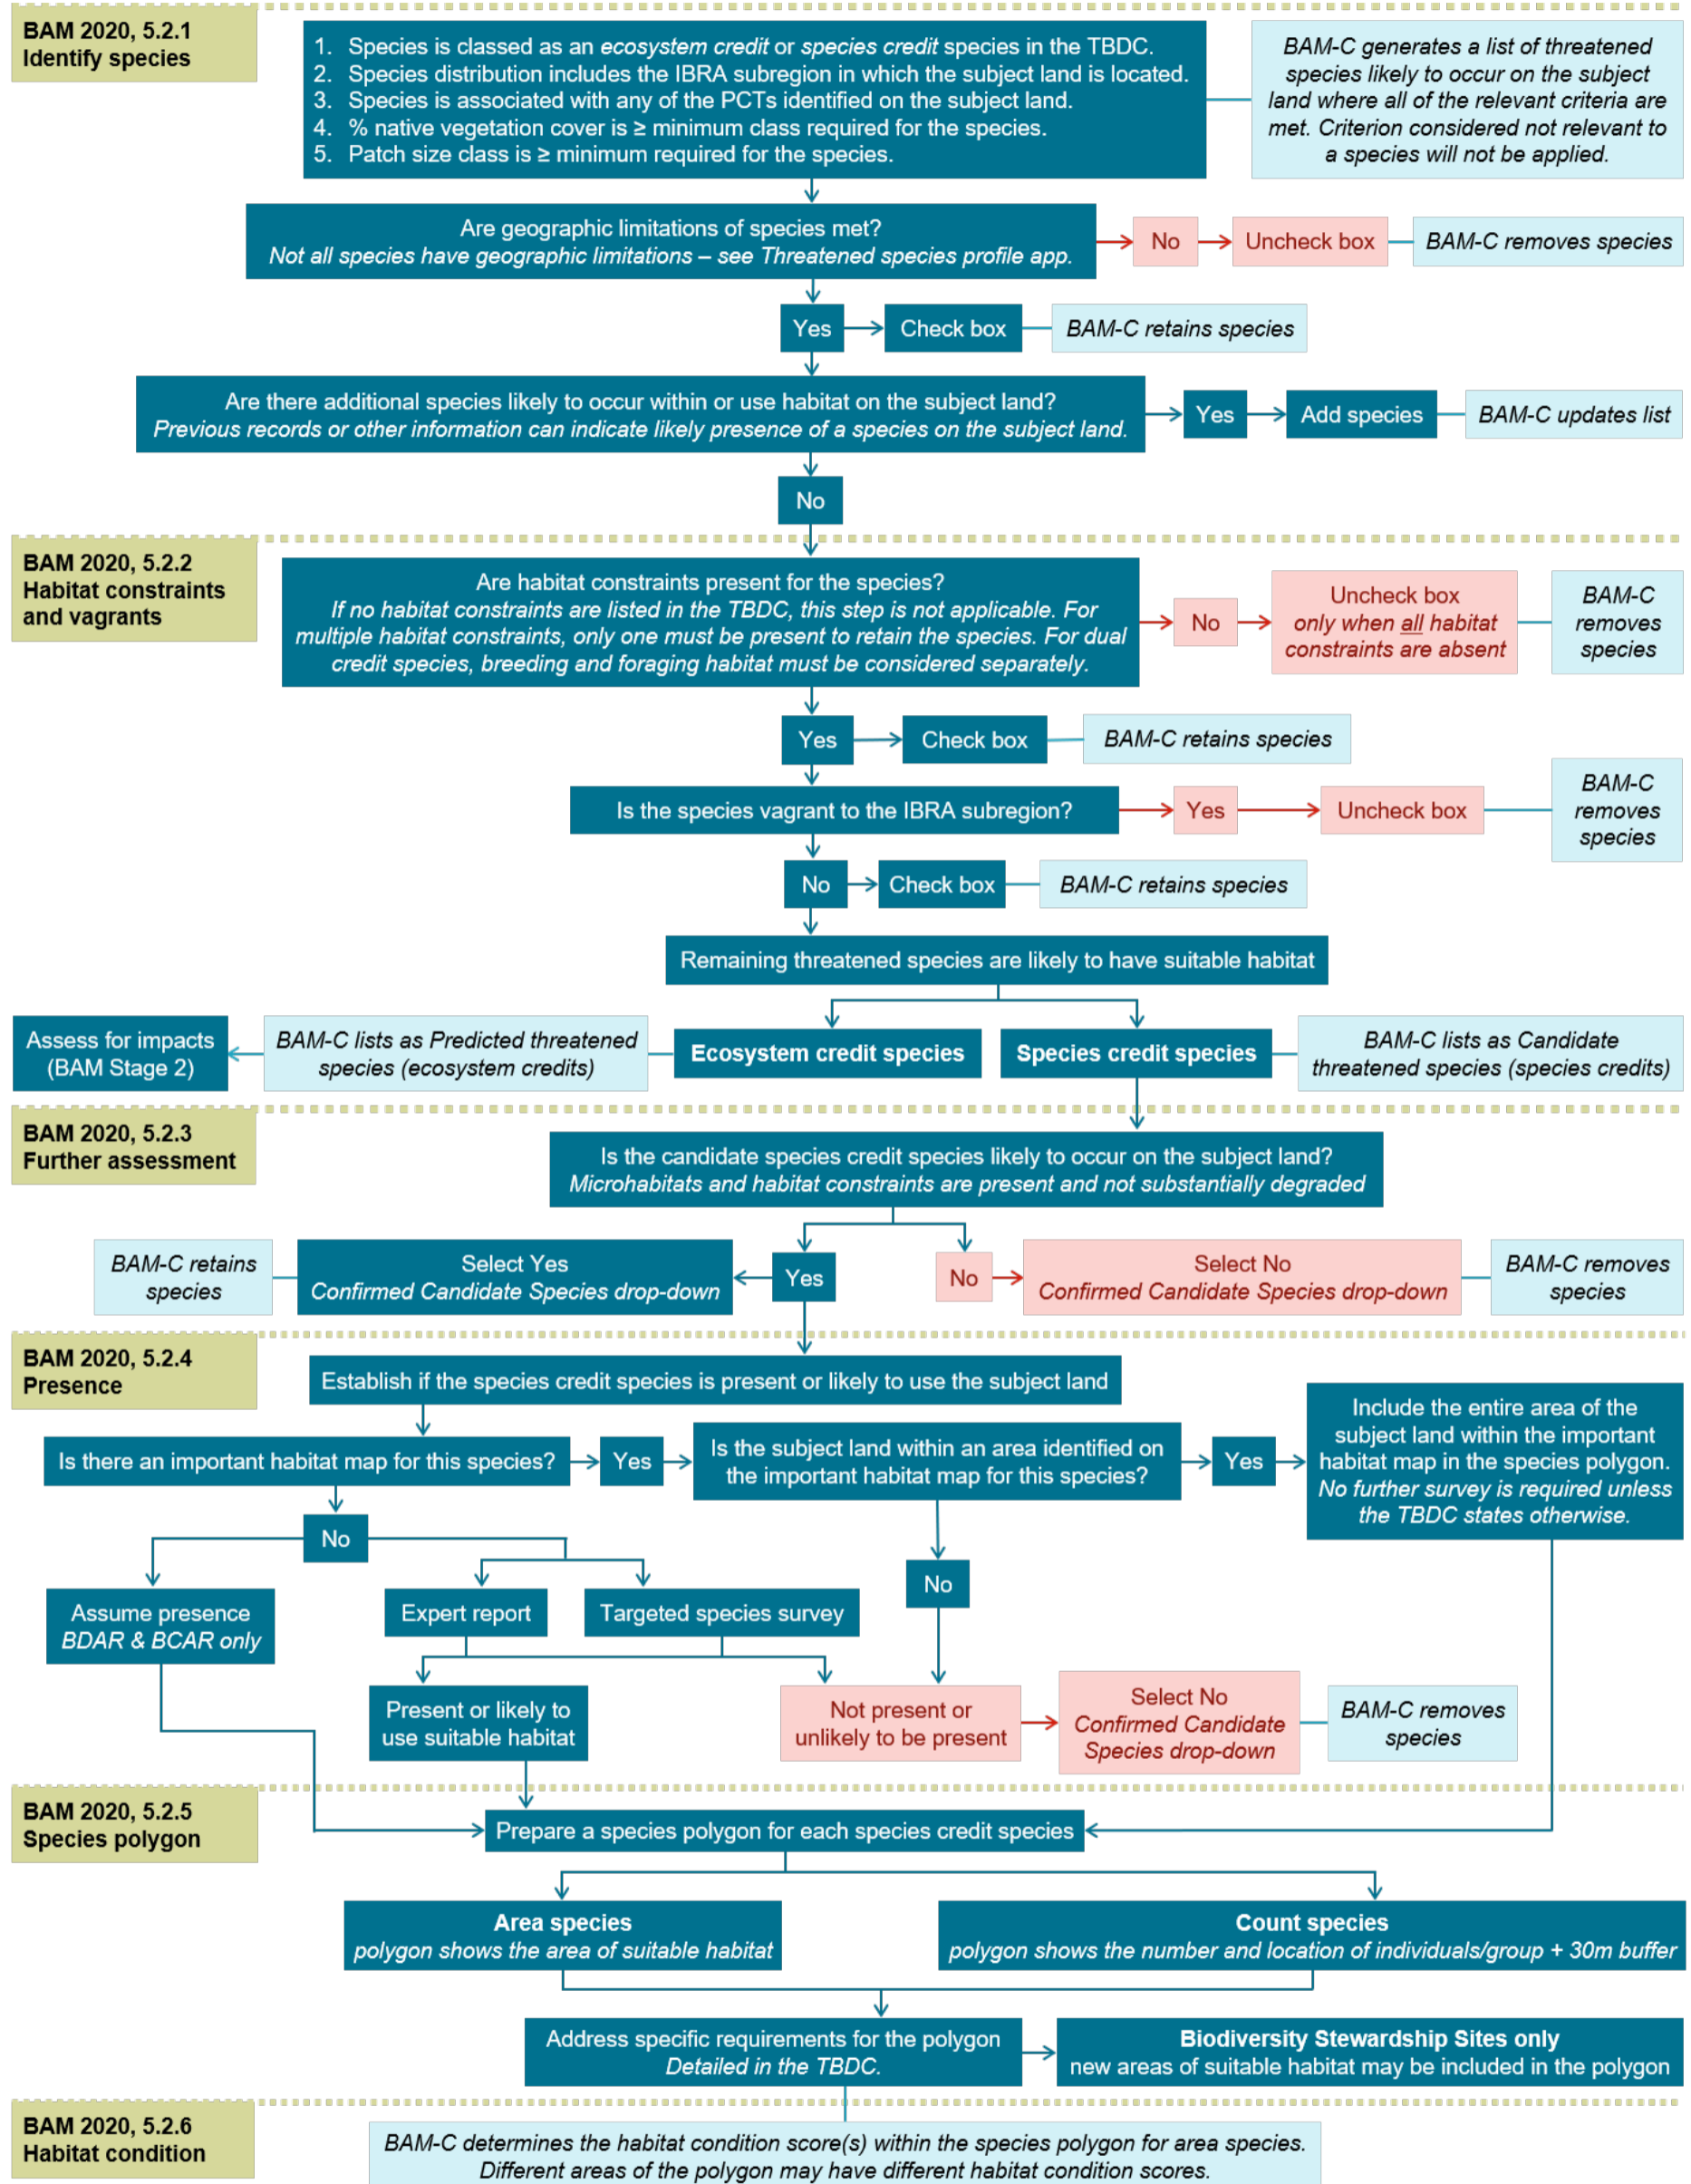 BAM 2020, 5.2.1
Identify species
1. Species is classed as an ecosystem credit or species credit species in the TBDC.
2. Species distribution includes the IBRA subregion in which the subject land is located.
3. Species is associated with any of the PCTs identified on the subject land.
4. % native vegetation cover is ≥ minimum class required for the species.
5. Patch size class is ≥ minimum required for the species.
BAM-C generates a list of threatened
species likely to occur on the subject
land where all of the relevant criteria are
met. Criterion considered not relevant to
a species will not be applied.
Are geographic limitations of species met?
Not all species have geographic limitations – see Threatened species profile app.
No
Uncheck box
BAM-C removes species
Yes
Check box
BAM-C retains species
Are there additional species likely to occur within or use habitat on the subject land?
Previous records or other information can indicate likely presence of a species on the subject land.
Yes
Add species
BAM-C updates list
No
BAM 2020, 5.2.2
Habitat constraints
and vagrants
Are habitat constraints present for the species?
If no habitat constraints are listed in the TBDC, this step is not applicable. For
multiple habitat constraints, only one must be present to retain the species. For dual
credit species, breeding and foraging habitat must be considered separately.
No
Uncheck box
only when all habitat
constraints are absent
BAM-C
removes
species
Yes
Check box
BAM-C retains species
Is the species vagrant to the IBRA subregion?
Yes
Uncheck box
BAM-C
removes
species
No
Check box
BAM-C retains species
Remaining threatened species are likely to have suitable habitat
Assess for impacts
(BAM Stage 2)
BAM-C lists as Predicted threatened
species (ecosystem credits)
Ecosystem credit species
Species credit species
BAM-C lists as Candidate
threatened species (species credits)
BAM 2020, 5.2.3
Further assessment
Is the candidate species credit species likely to occur on the subject land?
Microhabitats and habitat constraints are present and not substantially degraded
BAM-C retains
species
Select Yes
Confirmed Candidate Species drop-down
Yes
No
Select No
Confirmed Candidate Species drop-down
BAM-C removes
species
BAM 2020, 5.2.4
Presence
Establish if the species credit species is present or likely to use the subject land
Is there an important habitat map for this species?
Yes
Is the subject land within an area identified on
the important habitat map for this species?
Yes
Include the entire area of the
subject land within the important
habitat map in the species polygon.
No further survey is required unless
the TBDC states otherwise.
No
No
Assume presence
BDAR & BCAR only
Expert report
Targeted species survey
Present or likely to
use suitable habitat
Not present or
unlikely to be present
Select No
Confirmed Candidate
Species drop-down
BAM-C removes
species
BAM 2020, 5.2.5
Species polygon
Prepare a species polygon for each species credit species
Area species
polygon shows the area of suitable habitat
Count species
polygon shows the number and location of individuals/group + 30m buffer
Address specific requirements for the polygon
Detailed in the TBDC.
Biodiversity Stewardship Sites only
new areas of suitable habitat may be included in the polygon
BAM 2020, 5.2.6
Habitat condition
BAM-C determines the habitat condition score(s) within the species polygon for area species.
Different areas of the polygon may have different habitat condition scores.